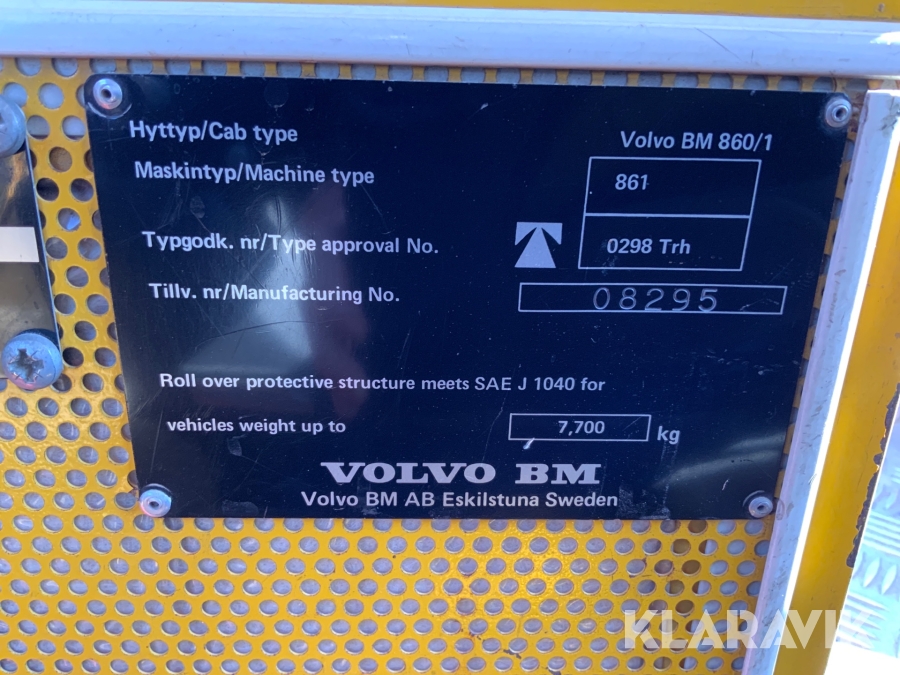 Hyttyp/Cab type Volvo BM 860/1
Maskintyp/Machine type 861
Typgodk. nr/Type approval No. 0298 Trh
Tillv. nr/Manufacturing No. 08295
Roll over protective structure meets SAE J 1040 for
vehicles weight up to 7,700 kg
VOLVO BM
Volvo BM AB Eskilstuna Sweden
KLARAVIK